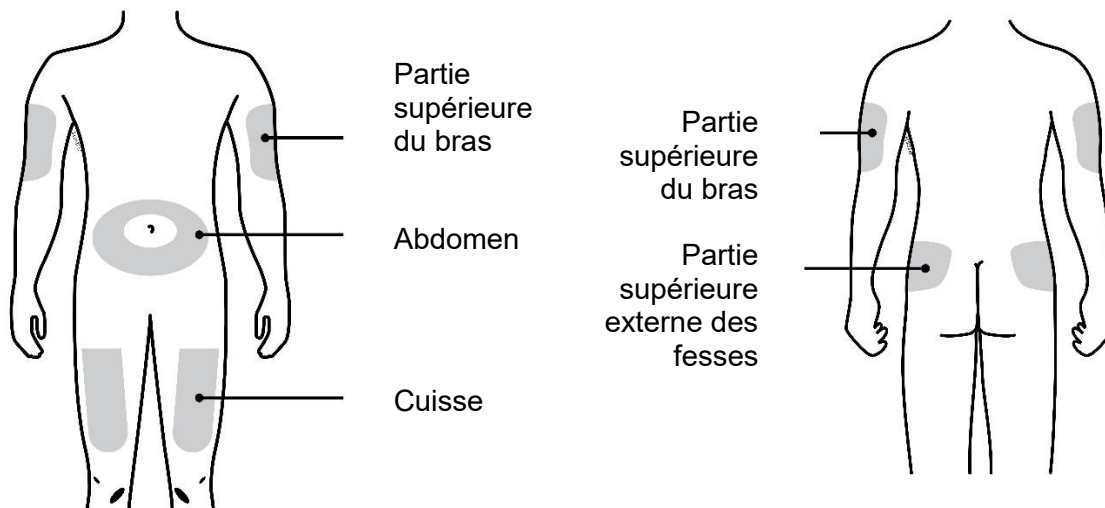 Partie
supérieure
du bras
Abdomen
Cuisse
Partie
supérieure
du bras
Partie
supérieure
externe des
fesses